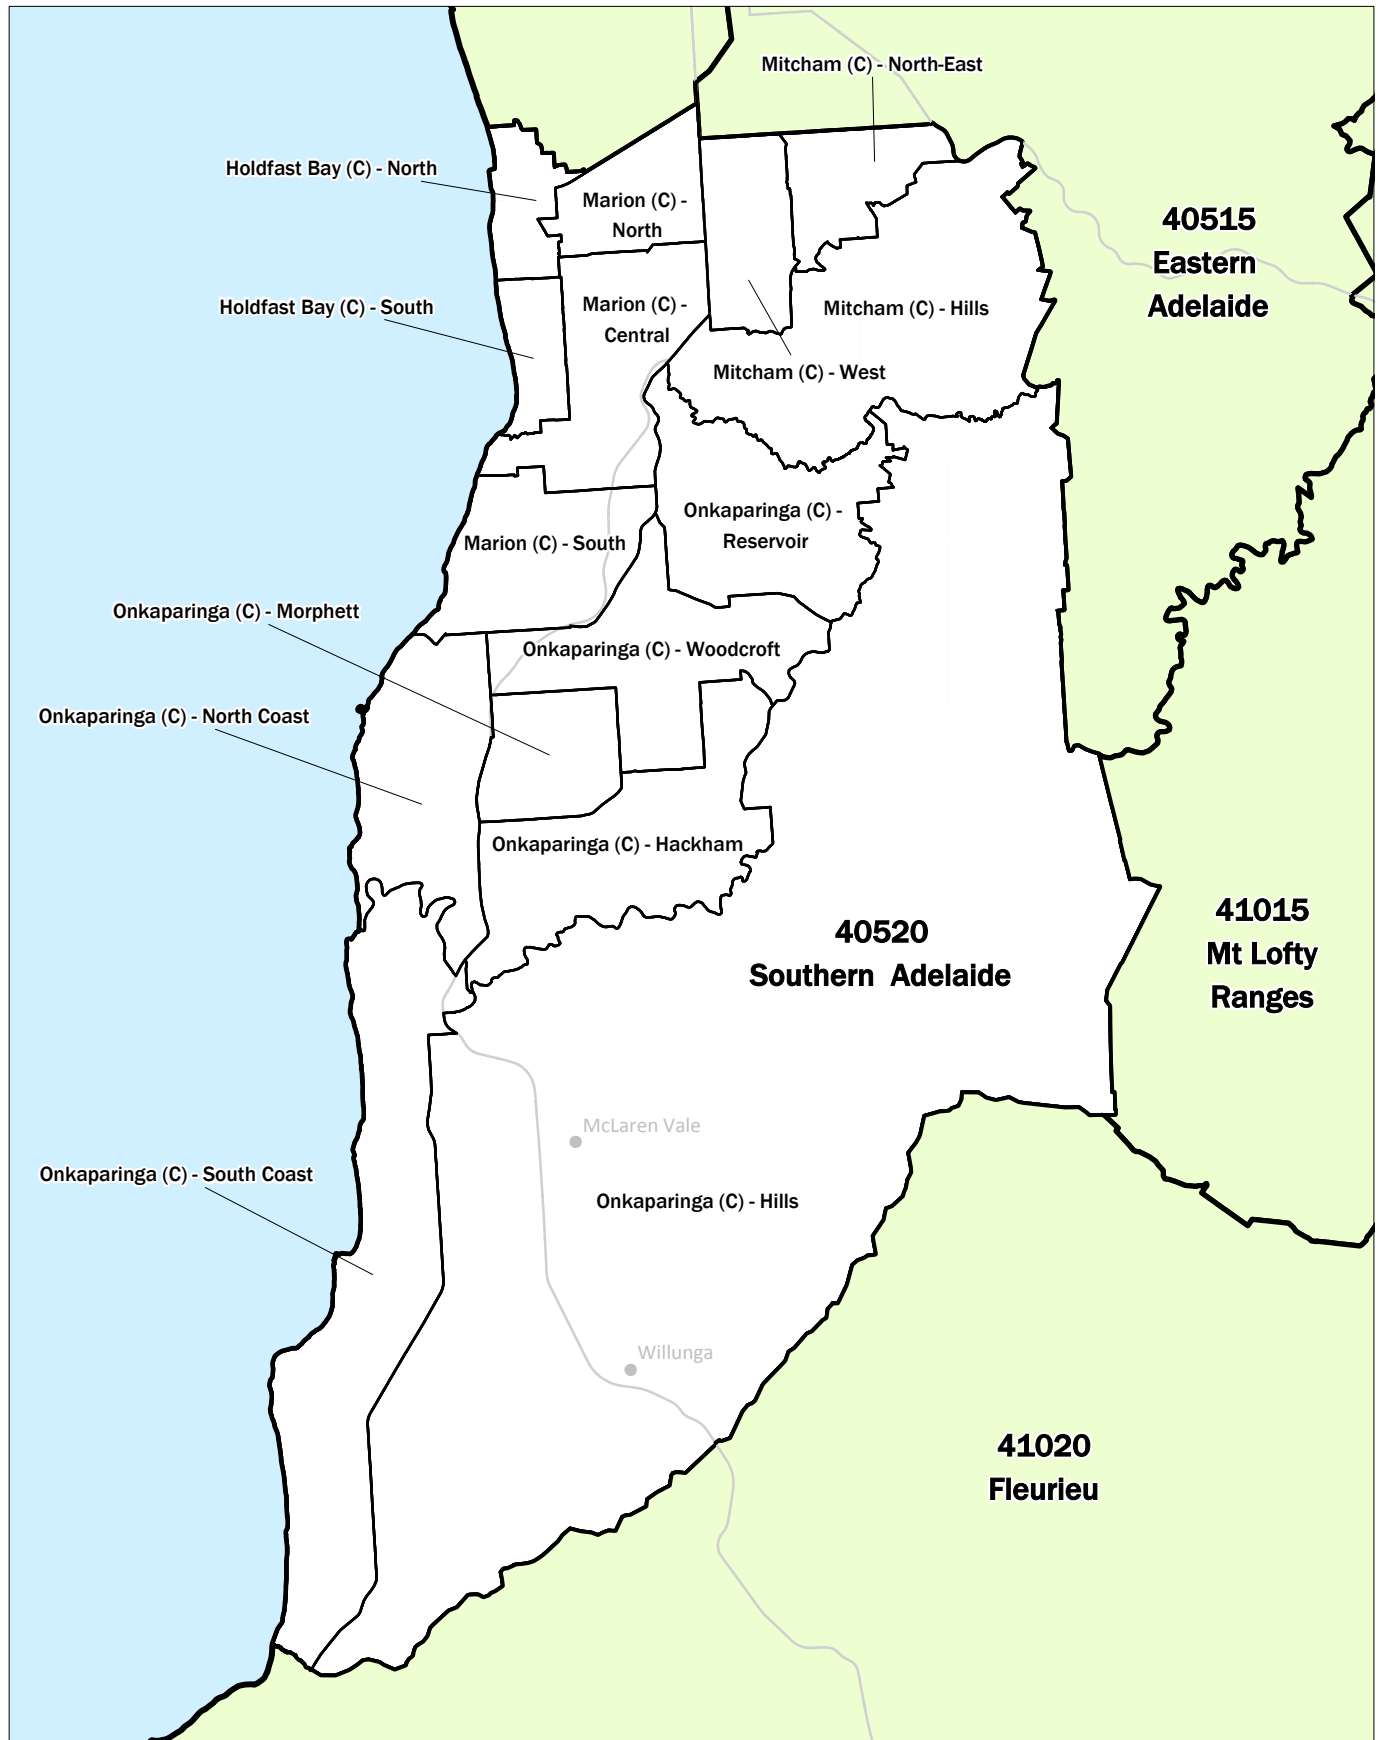 Mitcham (C) - North-East
Holdfast Bay (C) - North
Marion (C) -
North
40515
Eastern
Adelaide
Holdfast Bay (C) - South
Marion (C) -
Central
Mitcham (C) - Hills
Mitcham (C) - West
Onkaparinga (C) -
Reservoir
Marion (C) - South
Onkaparinga (C) - Morphett
Onkaparinga (C) - Woodcroft
Onkaparinga (C) - North Coast
Onkaparinga (C) - Hackham
40520
Southern Adelaide
41015
Mt Lofty
Ranges
McLaren Vale
Onkaparinga (C) - South Coast
Onkaparinga (C) - Hills
Willunga
41020
Fleurieu